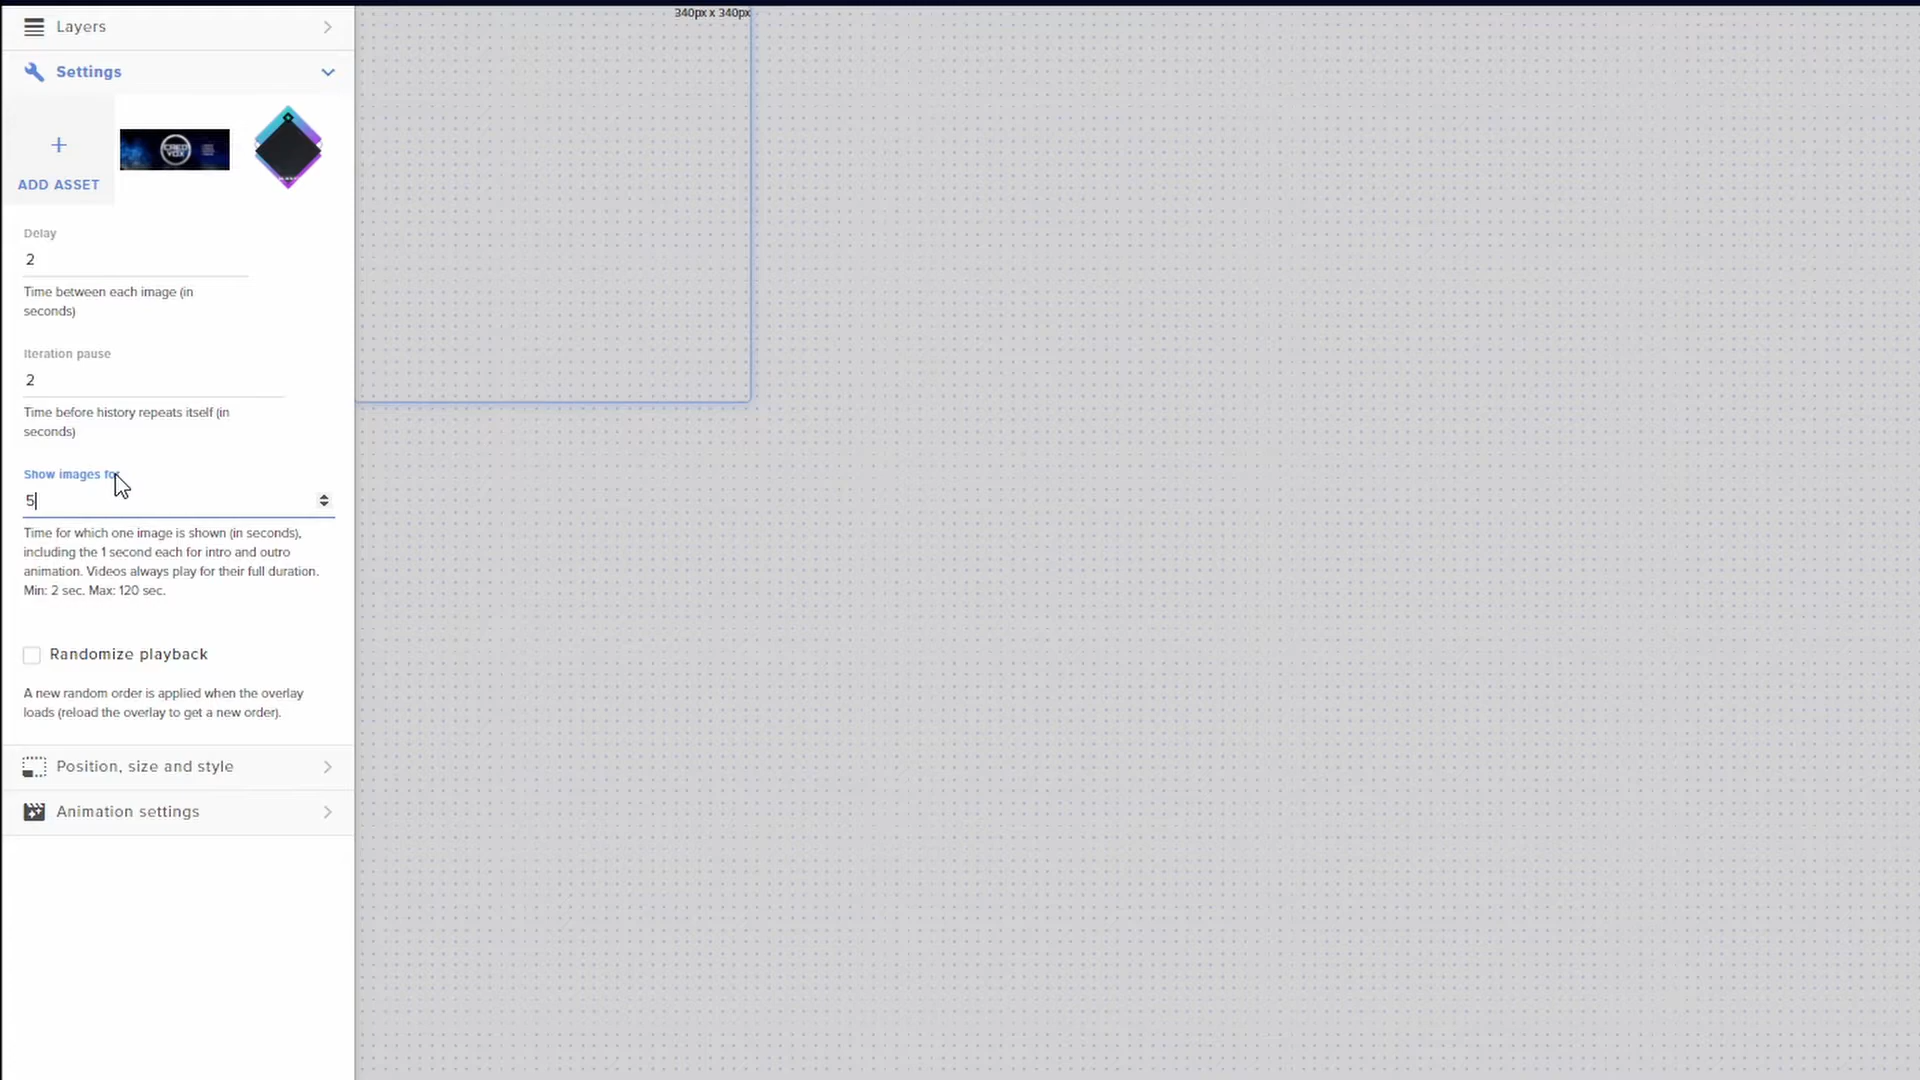 Layers
340px x 340px
Settings
ADD ASSET
Delay
2
Time between each image (in
seconds)
Iteration pause
2
Time before history repeats itself (in
seconds)
Show images for
5
Time for which one image is shown (in seconds),
including the 1 second each for intro and outro
animation. Videos always play for their full duration.
Min: 2 sec. Max: 120 sec.
Randomize playback
A new random order is applied when the overlay
loads (reload the overlay to get a new order).
Position, size and style
Animation settings